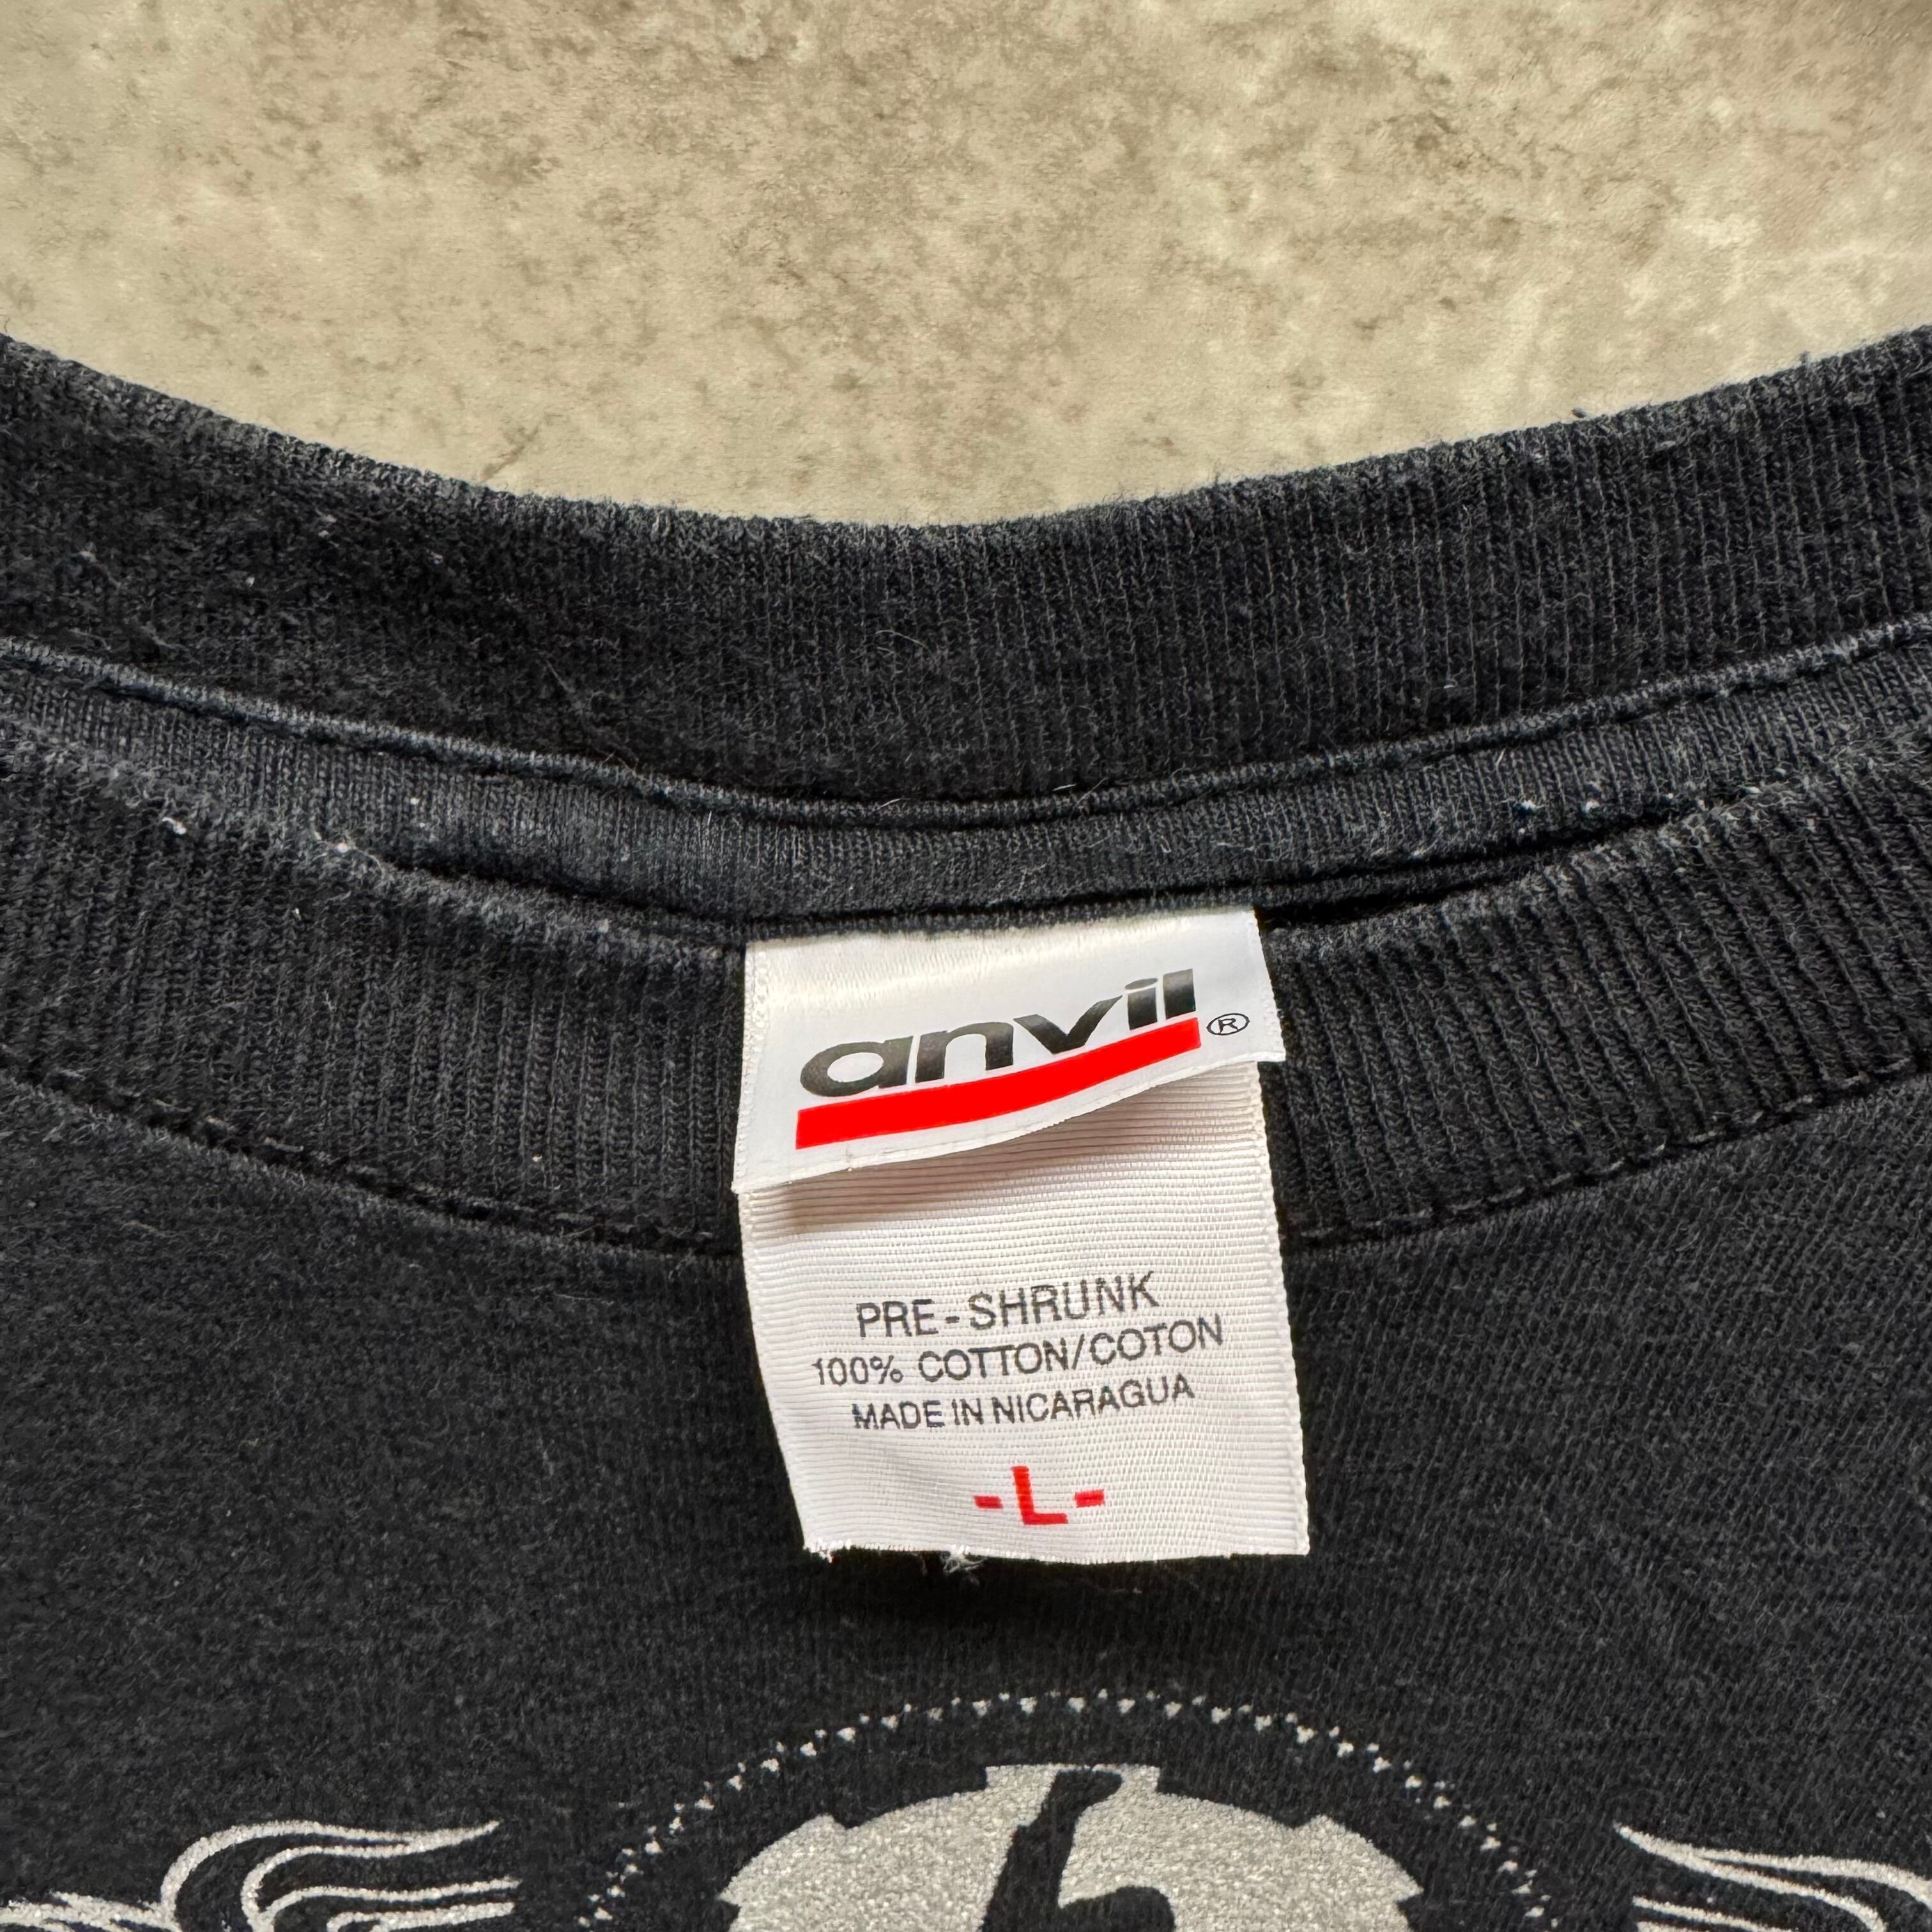 anvil®
PRE-SHRUNK
100% COTTON/COTON
MADE IN NICARAGUA
-L-